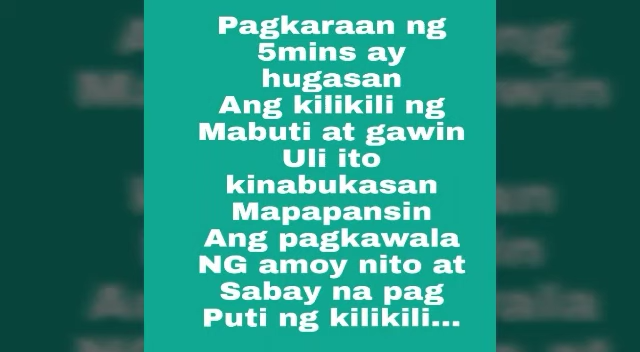 Pagkaraan ng
5mins ay
hugasan
Ang kilikili ng
Mabuti at gawin
Uli ito
kinabukasan
Mapapansin
Ang pagkawala
NG amoy nito at
Sabay na pag
Puti ng kilikili...